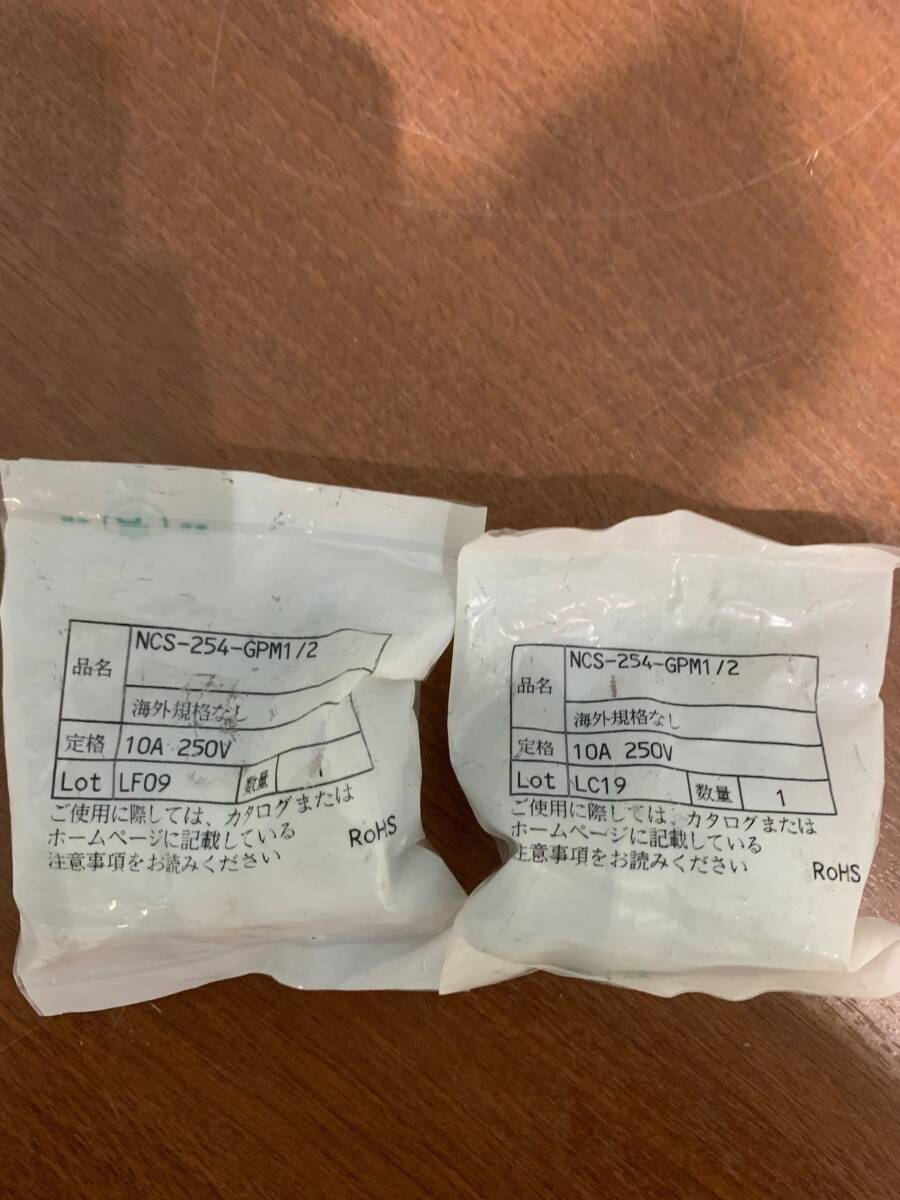 品名 NCS-254-GPM1/2
海外規格なし
定格 10A 250V
Lot LF09 数量 1
ご使用に際しては、カタログまたは
ホームページに記載している
注意事項をお読みください
RoHS
品名 NCS-254-GPM1/2
海外規格なし
定格 10A 250V
Lot LC19 数量 1
ご使用に際しては、カタログまたは
ホームページに記載している
注意事項をお読みください
RoHS